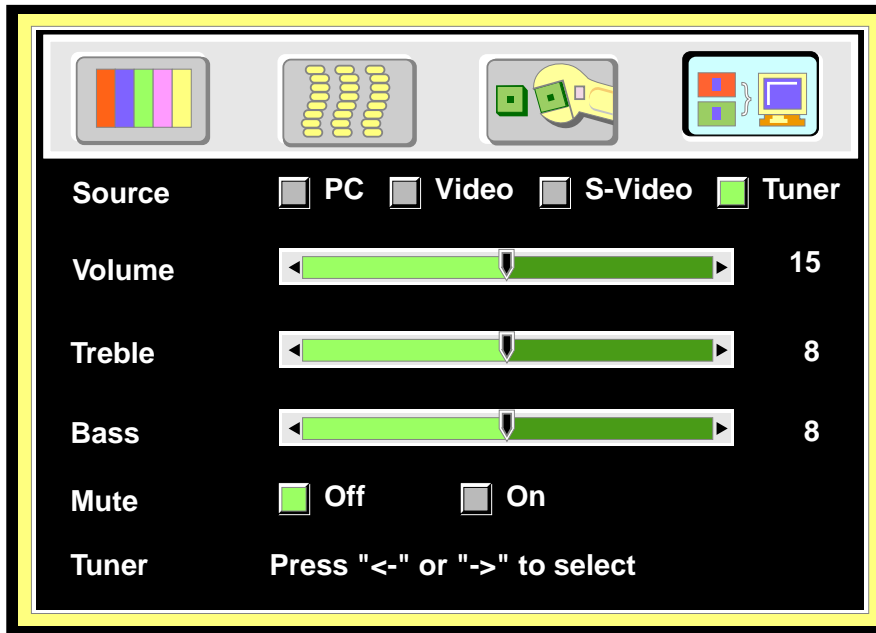 Source PC Video S-Video Tuner
Volume 15
Treble 8
Bass 8
Mute Off On
Tuner Press "<-" or "->" to select